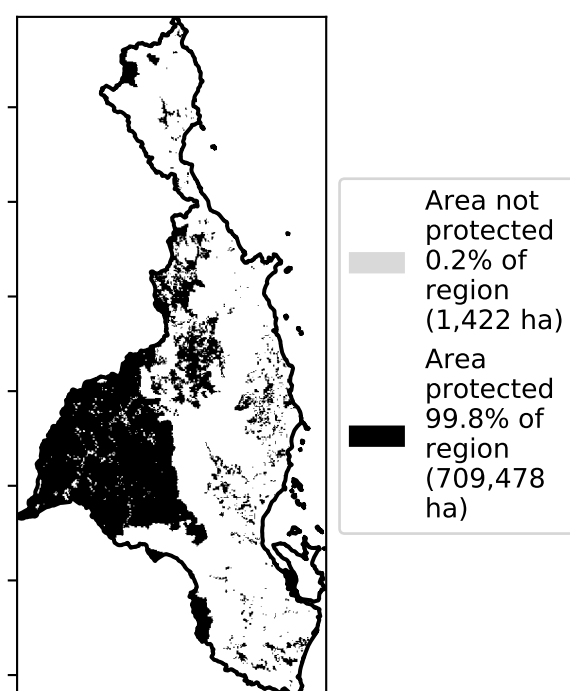 Area not
protected
0.2% of
region
(1,422 ha)
Area
protected
99.8% of
region
(709,478
ha)